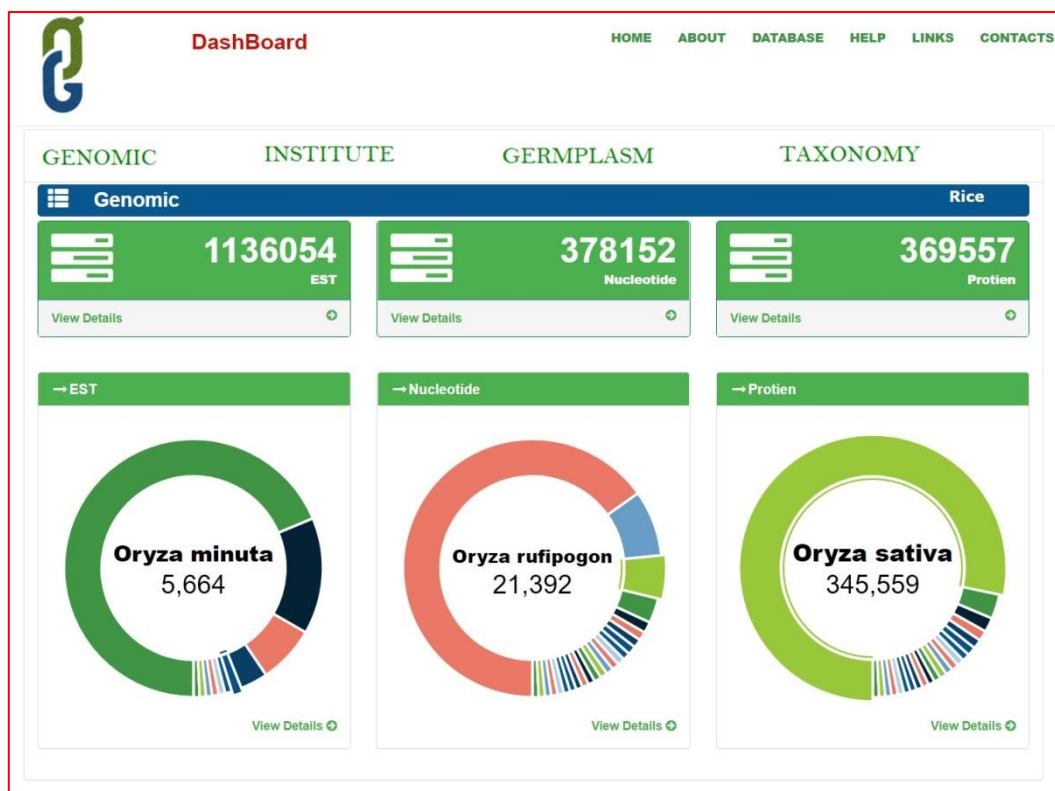 DashBoard
HOME ABOUT DATABASE HELP LINKS CONTACTS
GENOMIC INSTITUTE GERMPLASM TAXONOMY
Genomic Rice
1136054 378152 369557
EST Nucleotide Protien
View Details View Details View Details
→EST →Nucleotide →Protien
Oryza minuta Oryza rufipogon Oryza sativa
5,664 21,392 345,559
View Details View Details View Details